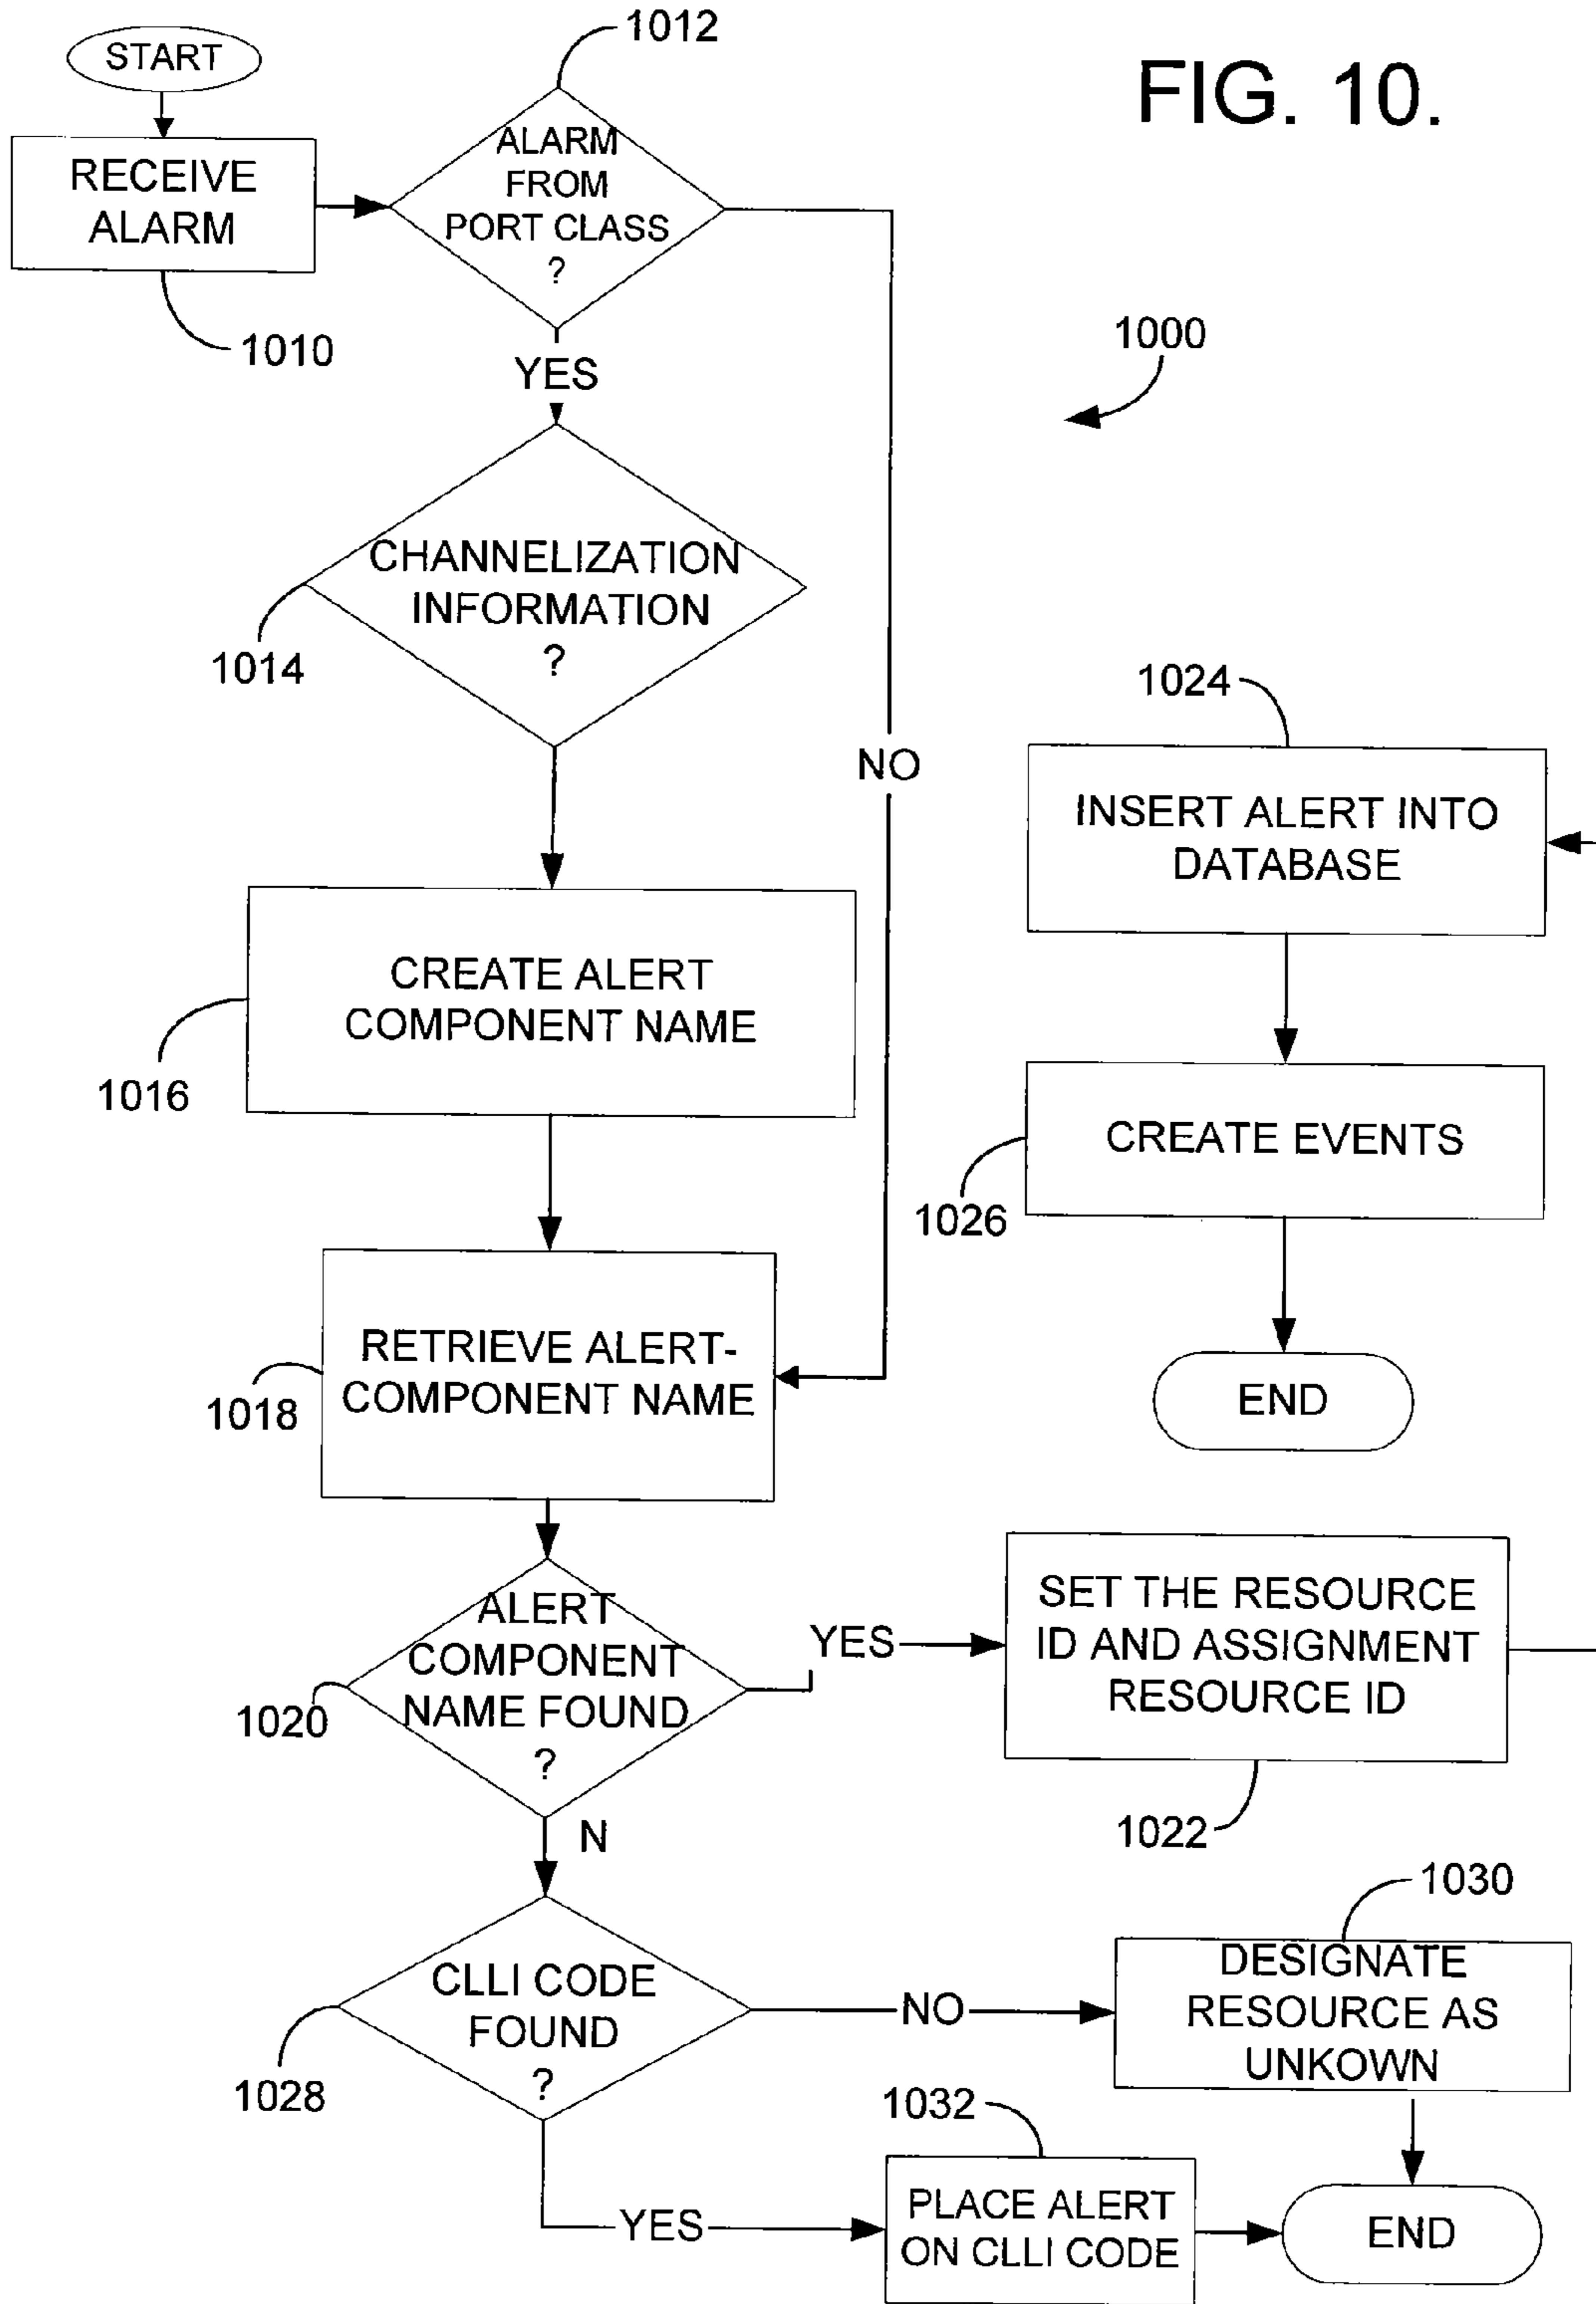 FIG. 10.
START
1012
RECEIVE
ALARM
1010
ALARM
FROM
PORT CLASS
?
YES
NO
1000
CHANNELIZATION
INFORMATION
?
1014
CREATE ALERT
COMPONENT NAME
1016
RETRIEVE ALERT-
COMPONENT NAME
1018
ALERT
COMPONENT
NAME FOUND
?
1020
YES
N
SET THE RESOURCE
ID AND ASSIGNMENT
RESOURCE ID
1022
1024
INSERT ALERT INTO
DATABASE
CREATE EVENTS
1026
END
CLLI CODE
FOUND
?
1028
NO
1030
DESIGNATE
RESOURCE AS
UNKOWN
YES
1032
PLACE ALERT
ON CLLI CODE
END